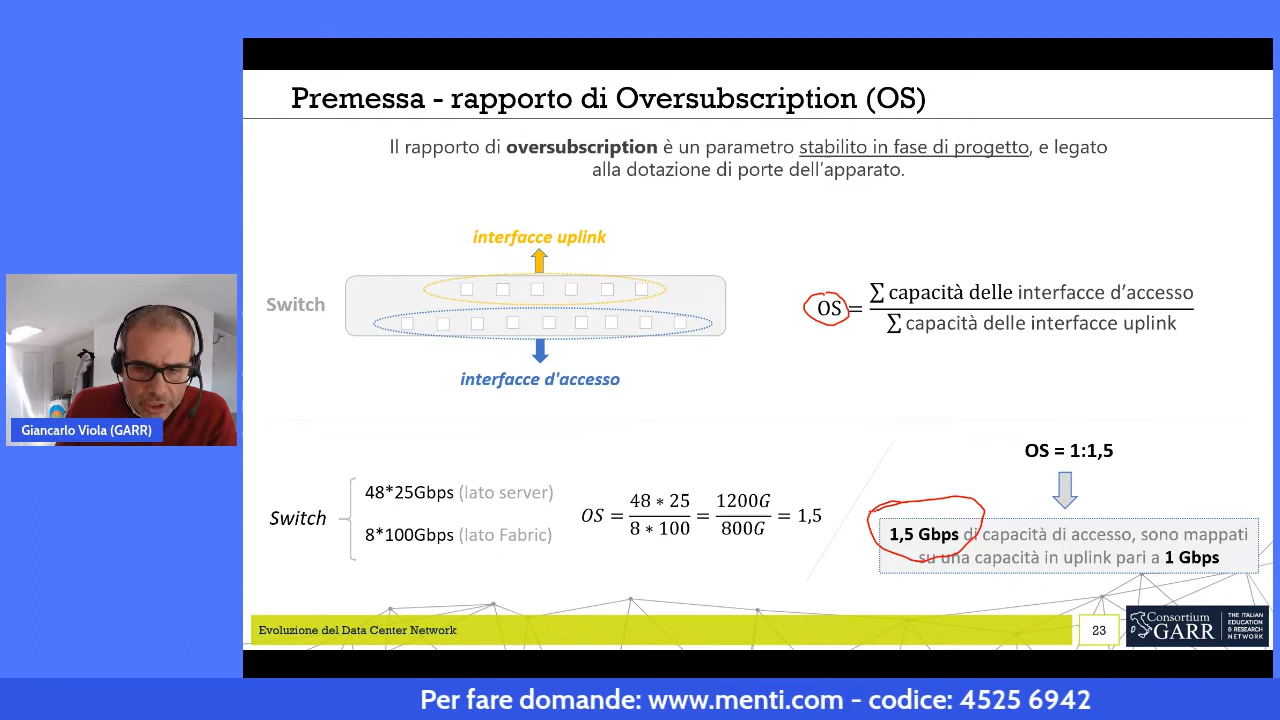 Premessa - rapporto di Oversubscription (OS)
Il rapporto di oversubscription è un parametro stabilito in fase di progetto, e legato
alla dotazione di porte dell'apparato.
interfacce uplink
Switch
interfacce d'accesso
OS = ∑ capacità delle interfacce d'accesso
∑ capacità delle interfacce uplink
Giancarlo Viola (GARR)
Switch
48*25Gbps (lato server)
8*100Gbps (lato Fabric)
OS = 48 * 25 / 8 * 100 = 1200G / 800G = 1,5
OS = 1:1,5
1,5 Gbps di capacità di accesso, sono mappati
su una capacità in uplink pari a 1 Gbps
Evoluzione del Data Center Network
23
Consortium
GARR
THE ITALIAN
EDUCATION
& RESEARCH
NETWORK
Per fare domande: www.menti.com - codice: 4525 6942